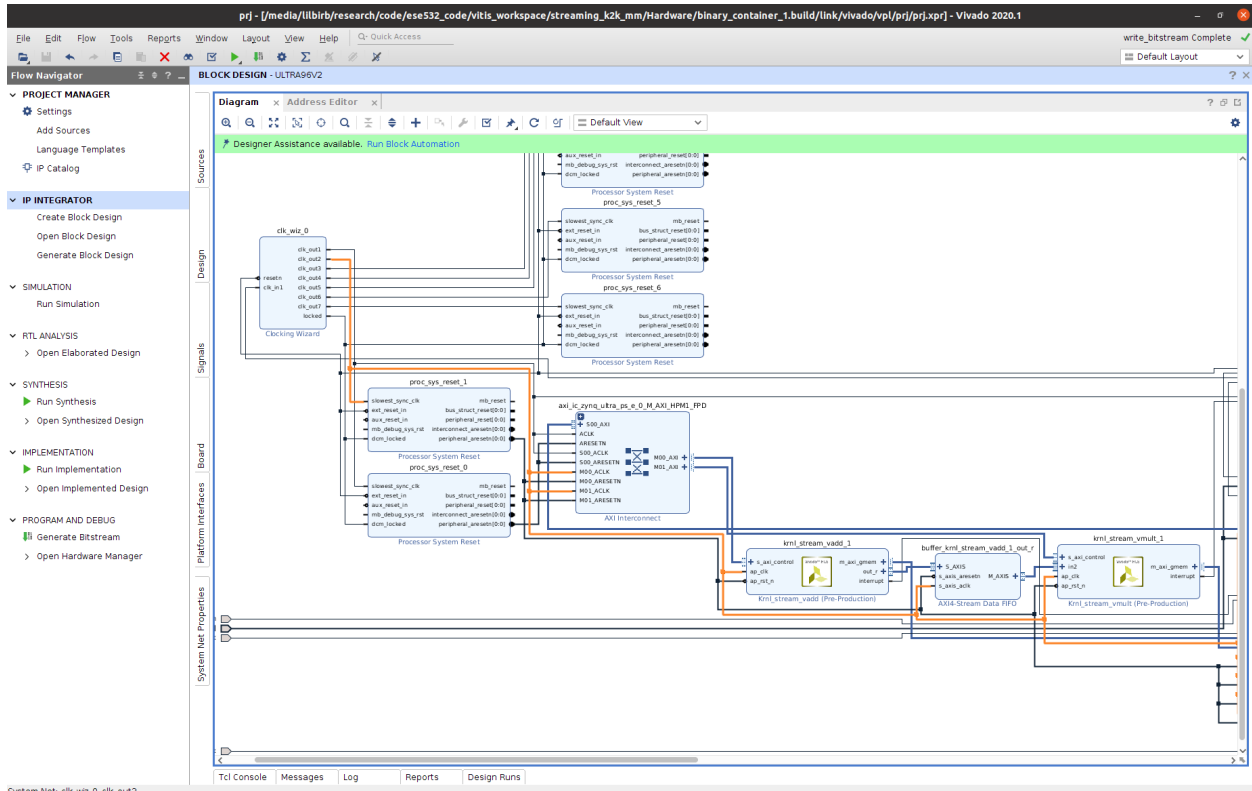 prj - [/media/lilbirb/research/code/ese532_code/vitis_workspace/streaming_k2k_mm/Hardware/binary_container_1.build/link/vivado/vpl/prj/prj.xpr] - Vivado 2020.1
File Edit Flow Tools Reports Window Layout View Help Q- Quick Access
write_bitstream Complete
Default Layout
Flow Navigator
BLOCK DESIGN - ULTRA96V2
PROJECT MANAGER
Settings
Add Sources
Language Templates
IP Catalog
IP INTEGRATOR
Create Block Design
Open Block Design
Generate Block Design
SIMULATION
Run Simulation
RTL ANALYSIS
Open Elaborated Design
SYNTHESIS
Run Synthesis
Open Synthesized Design
IMPLEMENTATION
Run Implementation
Open Implemented Design
PROGRAM AND DEBUG
Generate Bitstream
Open Hardware Manager
Sources
Design
Signals
Board
Platform Interfaces
System Net Properties
Diagram
Address Editor
Default View
Designer Assistance available. Run Block Automation
aux_reset_in peripheral_reset[0:0]
mb_debug_sys_rst interconnect_aresetn[0:0]
dcm_locked peripheral_aresetn[0:0]
Processor System Reset
proc_sys_reset_5
slowest_sync_clk mb_reset
ext_reset_in bus_struct_reset[0:0]
aux_reset_in peripheral_reset[0:0]
mb_debug_sys_rst interconnect_aresetn[0:0]
dcm_locked peripheral_aresetn[0:0]
Processor System Reset
proc_sys_reset_6
slowest_sync_clk mb_reset
ext_reset_in bus_struct_reset[0:0]
aux_reset_in peripheral_reset[0:0]
mb_debug_sys_rst interconnect_aresetn[0:0]
dcm_locked peripheral_aresetn[0:0]
Processor System Reset
clk_wiz_0
clk_out1
clk_out2
clk_out3
resetn clk_out4
clk_in1 clk_out5
clk_out6
clk_out7
locked
Clocking Wizard
proc_sys_reset_1
slowest_sync_clk mb_reset
ext_reset_in bus_struct_reset[0:0]
aux_reset_in peripheral_reset[0:0]
mb_debug_sys_rst interconnect_aresetn[0:0]
dcm_locked peripheral_aresetn[0:0]
Processor System Reset
proc_sys_reset_0
slowest_sync_clk mb_reset
ext_reset_in bus_struct_reset[0:0]
aux_reset_in peripheral_reset[0:0]
mb_debug_sys_rst interconnect_aresetn[0:0]
dcm_locked peripheral_aresetn[0:0]
Processor System Reset
axi_ic_zynq_ultra_ps_e_0_M_AXI_HPM1_FPD
S00_AXI
ACLK
ARESETN
S00_ACLK
S00_ARESETN M00_AXI
M00_ACLK M01_AXI
M00_ARESETN
M01_ACLK
M01_ARESETN
AXI Interconnect
krnl_stream_vadd_1
s_axi_control m_axi_gmem
ap_clk out_r
ap_rst_n interrupt
Krnl_stream_vadd (Pre-Production)
buffer_krnl_stream_vadd_1_out_r
S_AXIS
s_axis_aresetn M_AXIS
s_axis_aclk
AXI4-Stream Data FIFO
krnl_stream_vmult_1
s_axi_control
in2 m_axi_gmem
ap_clk interrupt
ap_rst_n
Krnl_stream_vmult (Pre-Production)
Tcl Console Messages Log Reports Design Runs